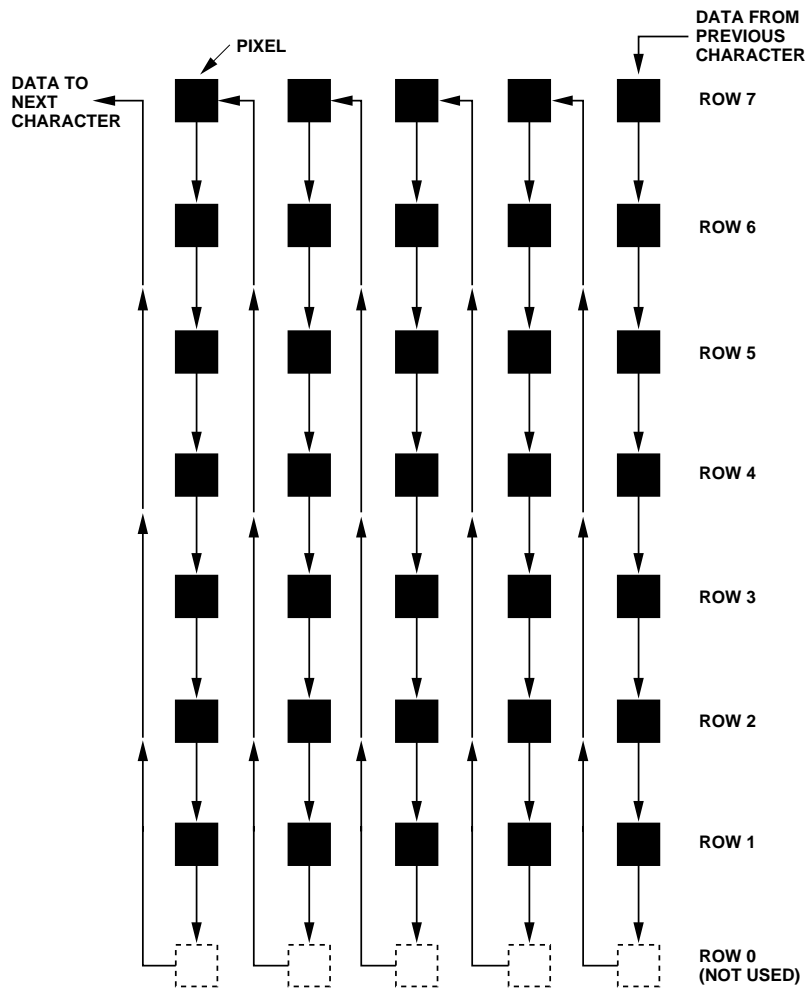 DATA FROM
PREVIOUS
CHARACTER
PIXEL
DATA TO
NEXT
CHARACTER
ROW 7
ROW 6
ROW 5
ROW 4
ROW 3
ROW 2
ROW 1
ROW 0
(NOT USED)